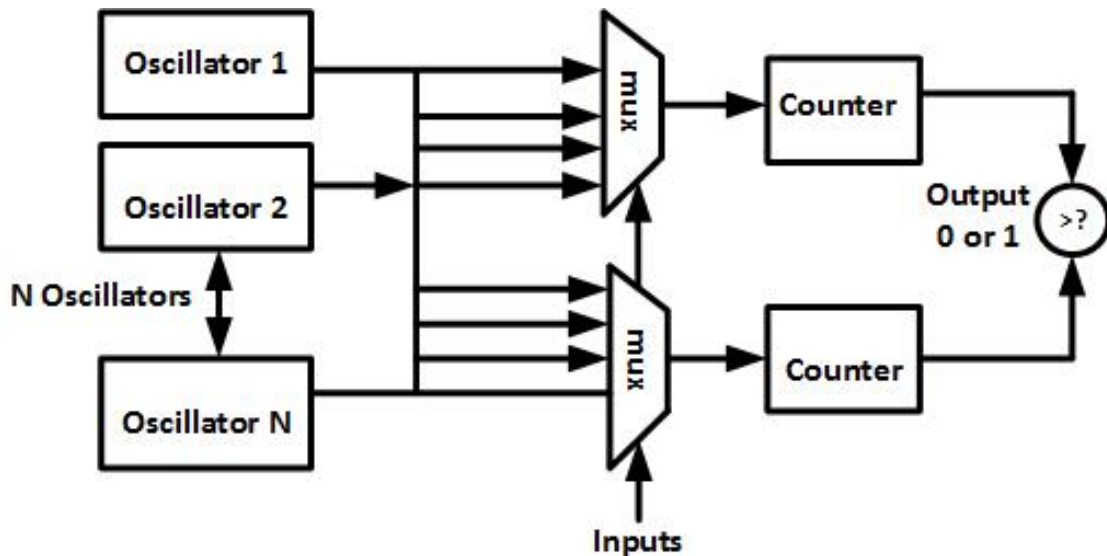 Oscillator 1
mux
Counter
Oscillator 2
Output
0 or 1
>?
N Oscillators
mux
Counter
Oscillator N
Inputs